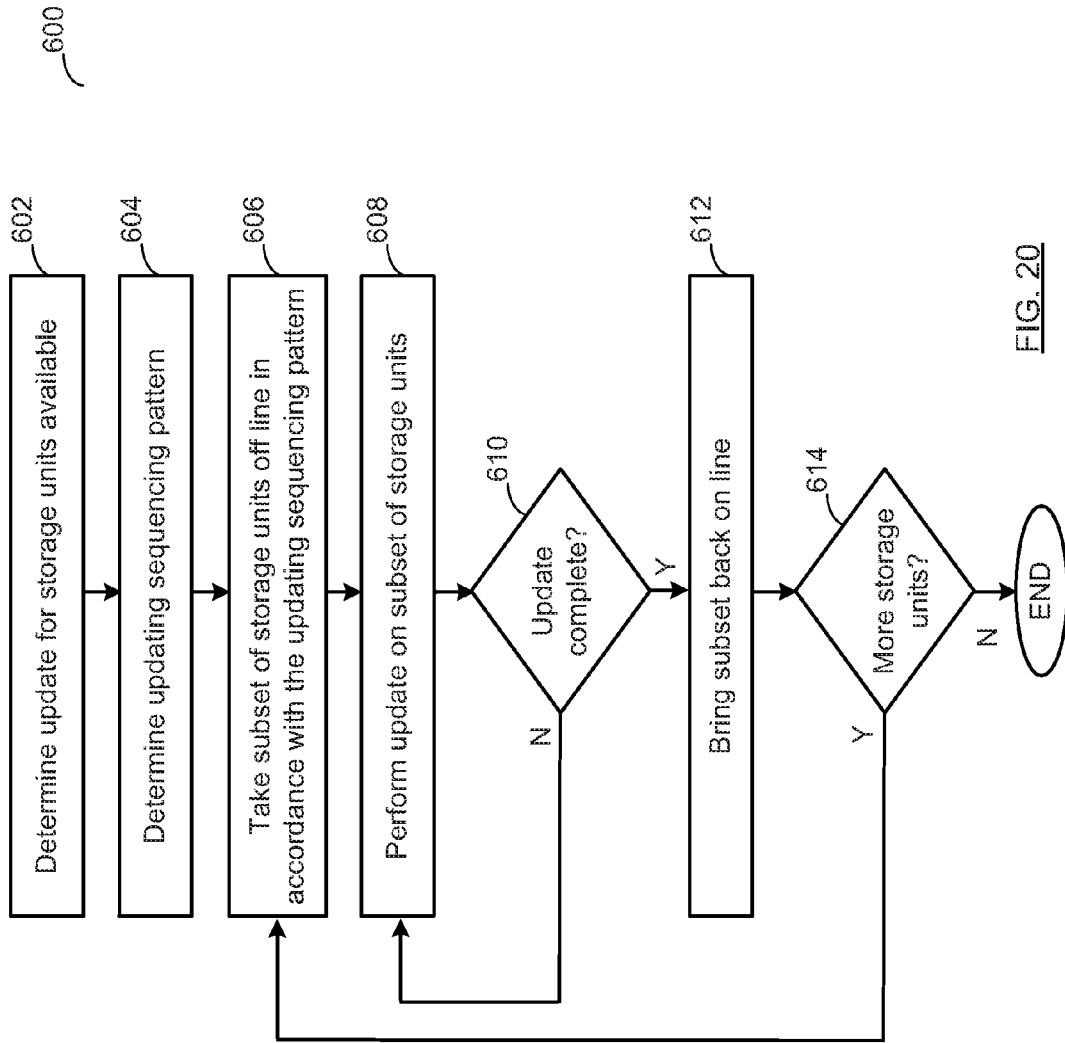 600
602
Determine update for storage units available
604
Determine updating sequencing pattern
606
Take subset of storage units off line in
accordance with the updating sequencing pattern
608
Perform update on subset of storage units
610
Update
complete?
N
Y
612
Bring subset back on line
614
More storage
units?
Y
N
END
FIG. 20